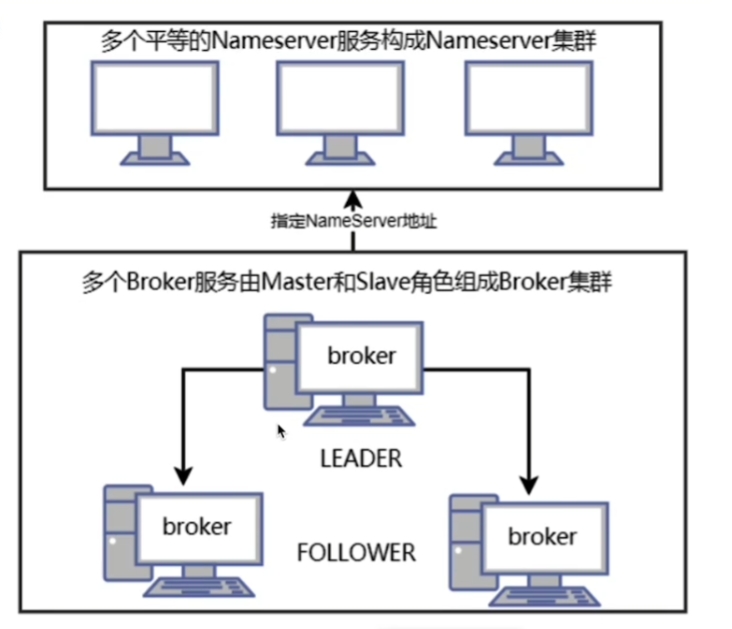 多个平等的Nameserver服务构成Nameserver集群
指定NameServer地址
多个Broker服务由Master和Slave角色组成Broker集群
broker
LEADER
broker
FOLLOWER
broker